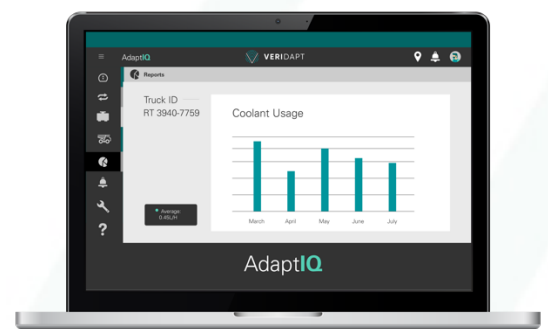 AdaptIQ
VERIDAPT
Reports
Truck ID
RT 3940-7759
Coolant Usage
March April May June July
Average:
0.45L/H
?
AdaptIQ